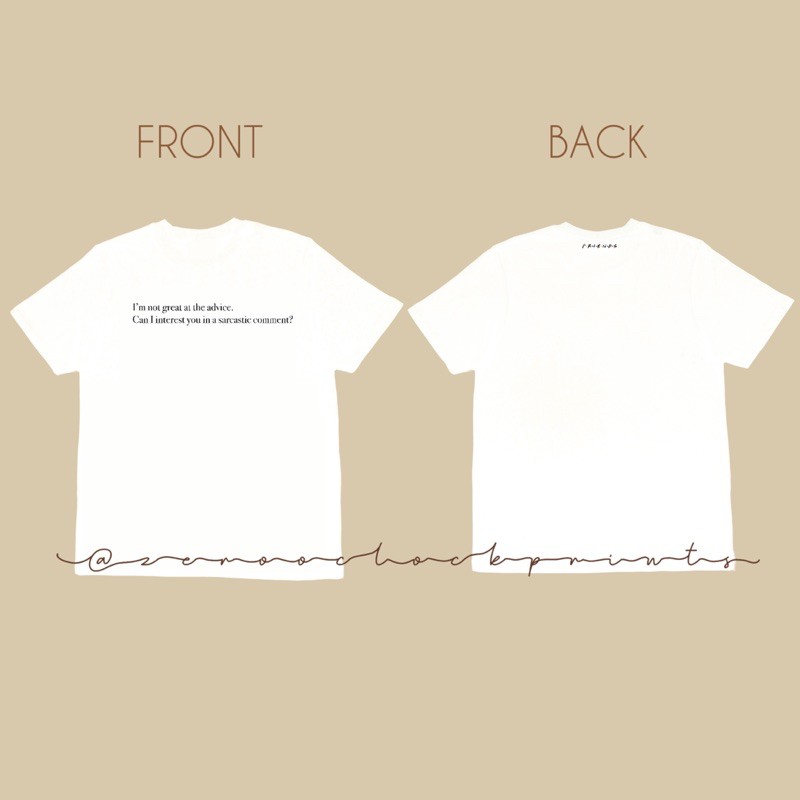 FRONT
BACK
I'm not great at the advice.
Can I interest you in a sarcastic comment?
@zemoochockprints